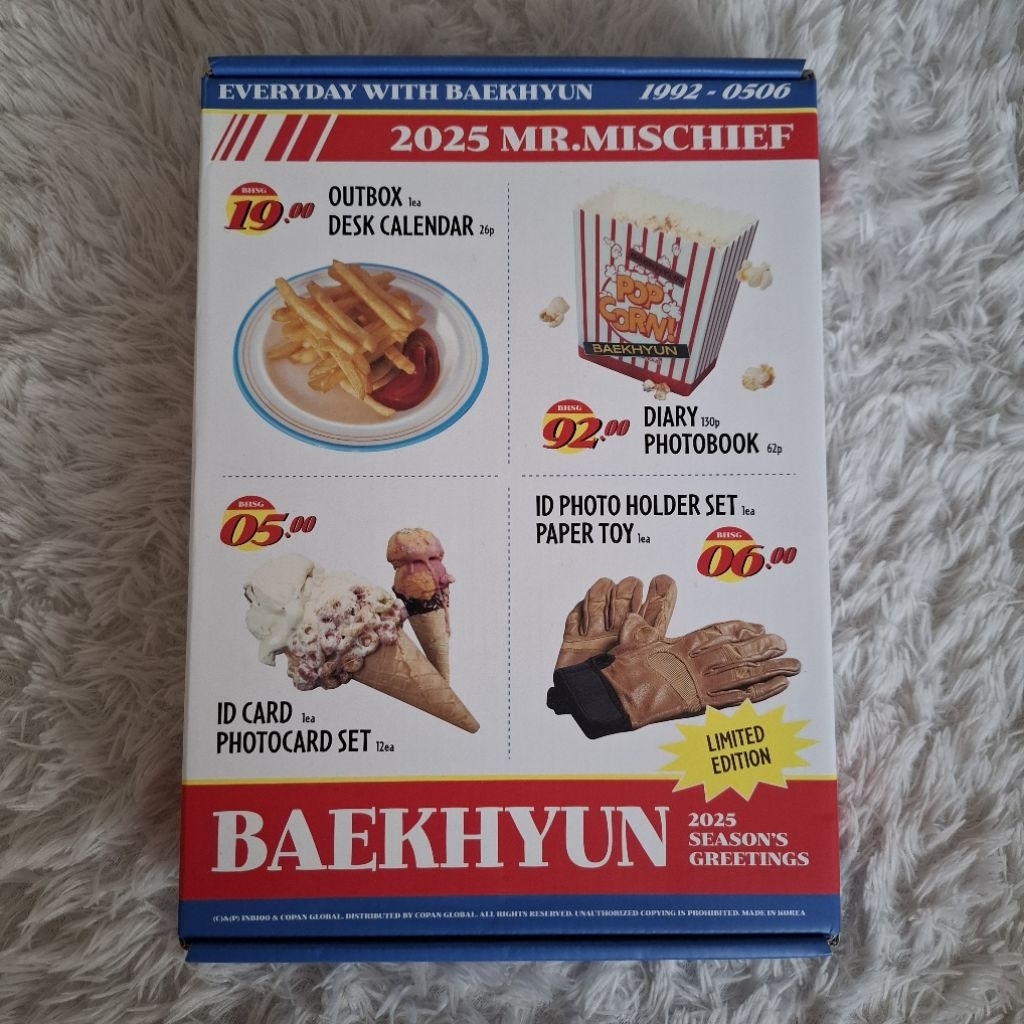 EVERYDAY WITH BAEKHYUN 1992 - 0506
2025 MR.MISCHIEF
BHSG
19.00
OUTBOX 1ea
DESK CALENDAR 26p
POP
CORN!
BAEKHYUN
BHSG
92.00
DIARY 130p
PHOTOBOOK 62p
BHSG
05.00
ID CARD 1ea
PHOTOCARD SET 12ea
ID PHOTO HOLDER SET 1ea
PAPER TOY 1ea
BHSG
06.00
LIMITED
EDITION
BAEKHYUN
2025
SEASON'S
GREETINGS
(C)&(P) INB100 & COPAN GLOBAL. DISTRIBUTED BY COPAN GLOBAL. ALL RIGHTS RESERVED. UNAUTHORIZED COPYING IS PROHIBITED. MADE IN KOREA